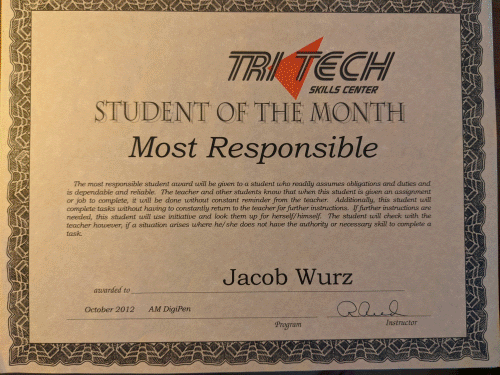 TRI TECH
SKILLS CENTER
STUDENT OF THE MONTH
Most Responsible
The most responsible student award will be given to a student who readily assumes obligations and duties and
is dependable and reliable. The teacher and other students know that when this student is given an assignment
or job to complete, it will be done without constant reminder from the teacher. Additionally, this student will
complete tasks without having to constantly return to the teacher for further instructions. If further instructions are
needed, this student will use initiative and look them up for herself/himself. The student will check with the
teacher however, if a situation arises where he/she does not have the authority or necessary skill to complete a
task.
awarded to Jacob Wurz
October 2012 AM DigiPen
Program Instructor